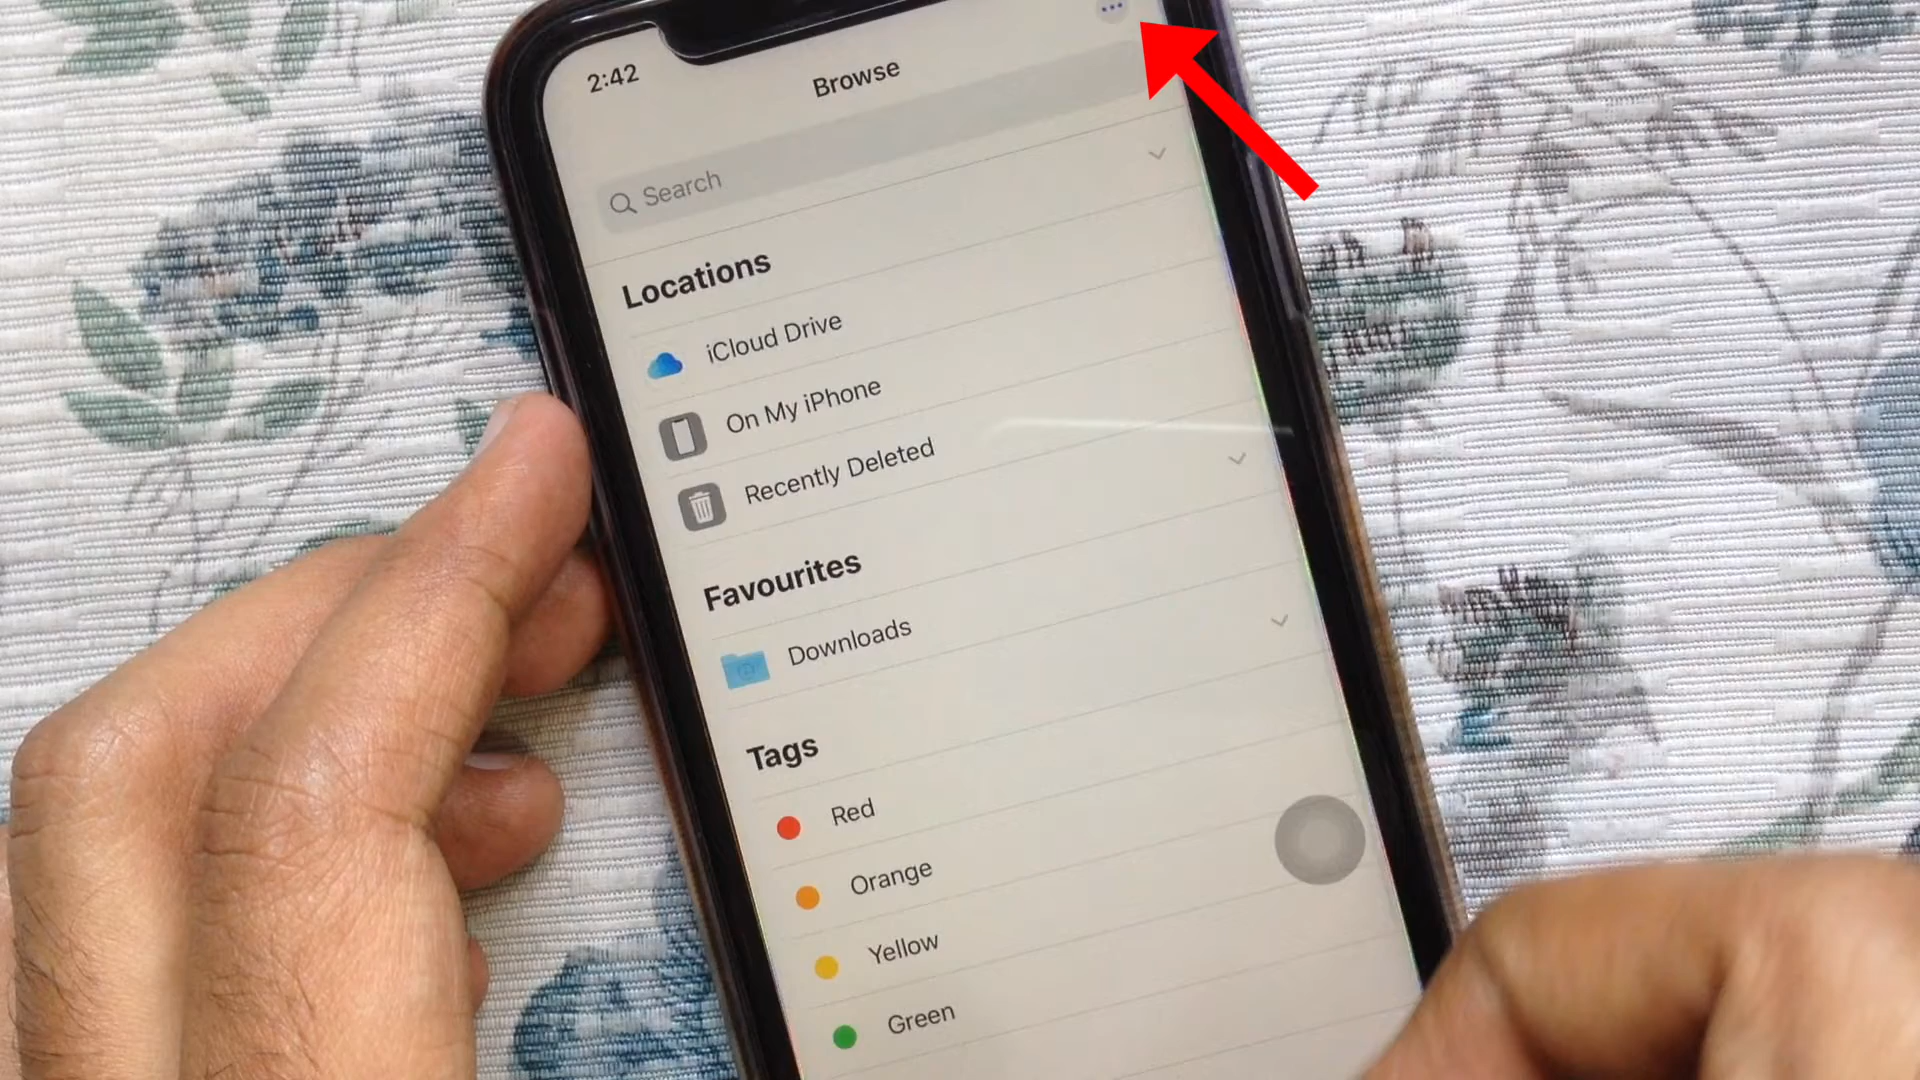 2:42
Browse
Search
Locations
iCloud Drive
On My iPhone
Recently Deleted
Favourites
Downloads
Tags
Red
Orange
Yellow
Green